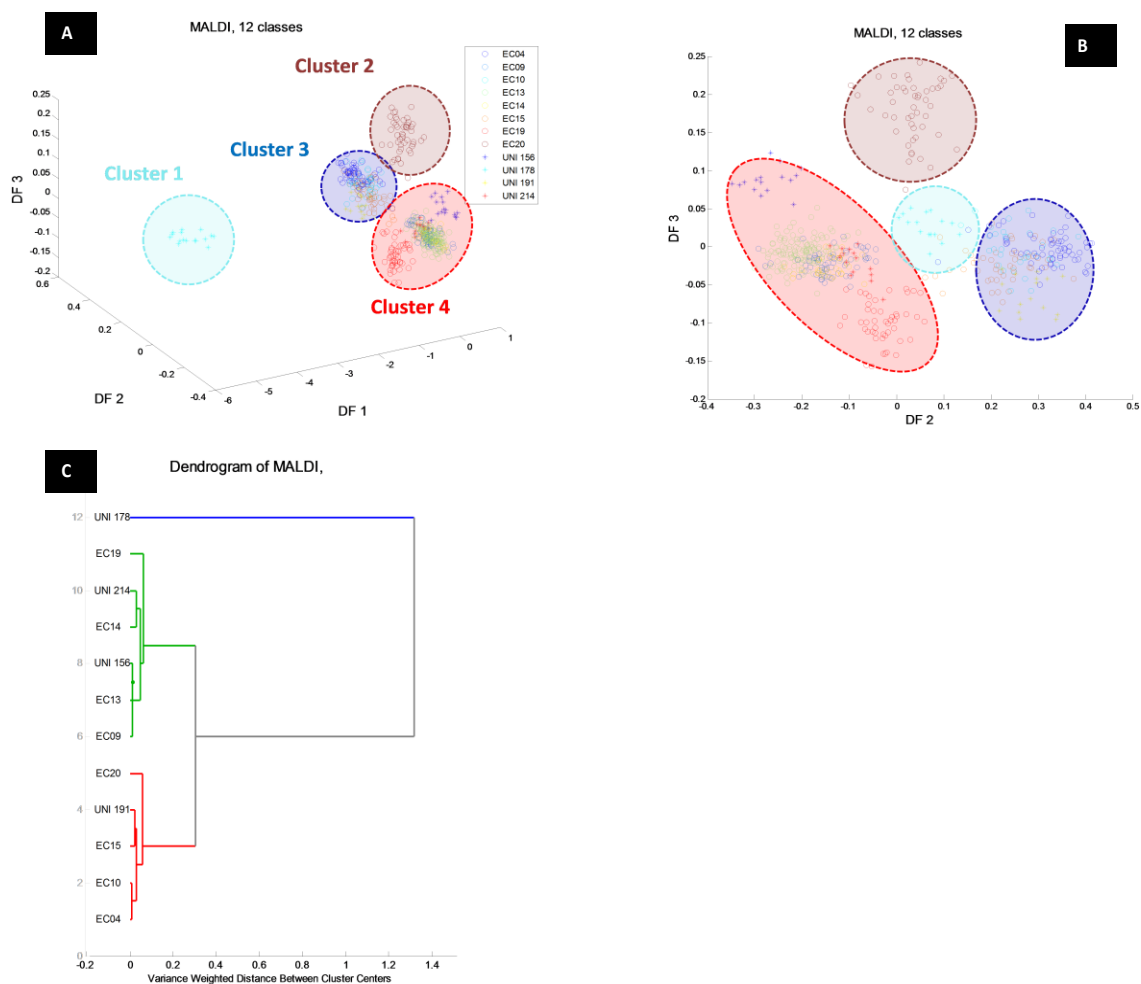 A
MALDI, 12 classes
Cluster 2
Cluster 3
Cluster 1
Cluster 4
EC04
EC09
EC10
EC13
EC14
EC15
EC19
EC20
UNI 156
UNI 178
UNI 191
UNI 214
0.25
0.2
0.15
0.1
0.05
0
-0.05
-0.1
-0.15
-0.2
DF 3
0.6
0.4
0.2
0
-0.2
-0.4
DF 2
-6
-5
-4
-3
-2
-1
0
1
DF 1
B
MALDI, 12 classes
0.25
0.2
0.15
0.1
0.05
0
-0.05
-0.1
-0.15
-0.2
DF 3
-0.4
-0.3
-0.2
-0.1
0
0.1
0.2
0.3
0.4
0.5
DF 2
C
Dendrogram of MALDI,
12
UNI 178
EC19
10
UNI 214
EC14
8
UNI 156
EC13
6
EC09
EC20
4
UNI 191
EC15
2
EC10
EC04
0
-0.2
0
0.2
0.4
0.6
0.8
1
1.2
1.4
Variance Weighted Distance Between Cluster Centers